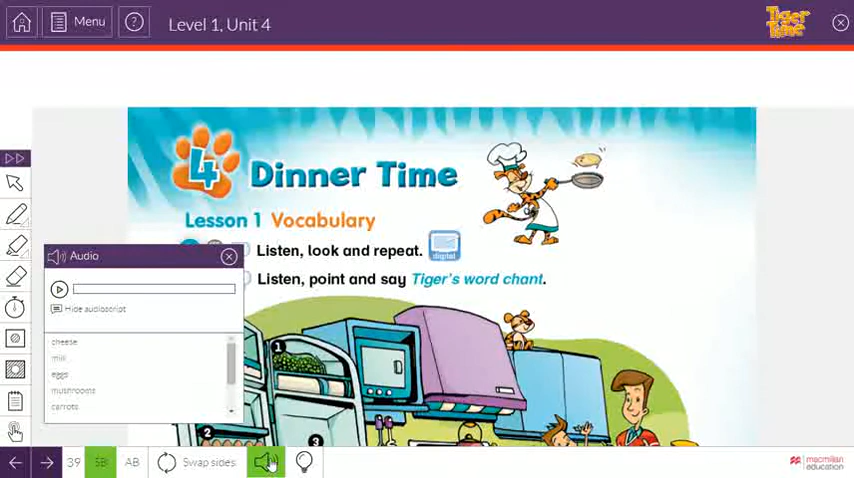 Menu
?
Level 1, Unit 4
Tiger Time
4 Dinner Time
Lesson 1 Vocabulary
Listen, look and repeat.
digital
Listen, point and say Tiger's word chant.
Audio
Hide audioscript
cheese
milk
eggs
mushrooms
carrots
1
2
3
39
SB
AB
Swap sides
macmillan
education